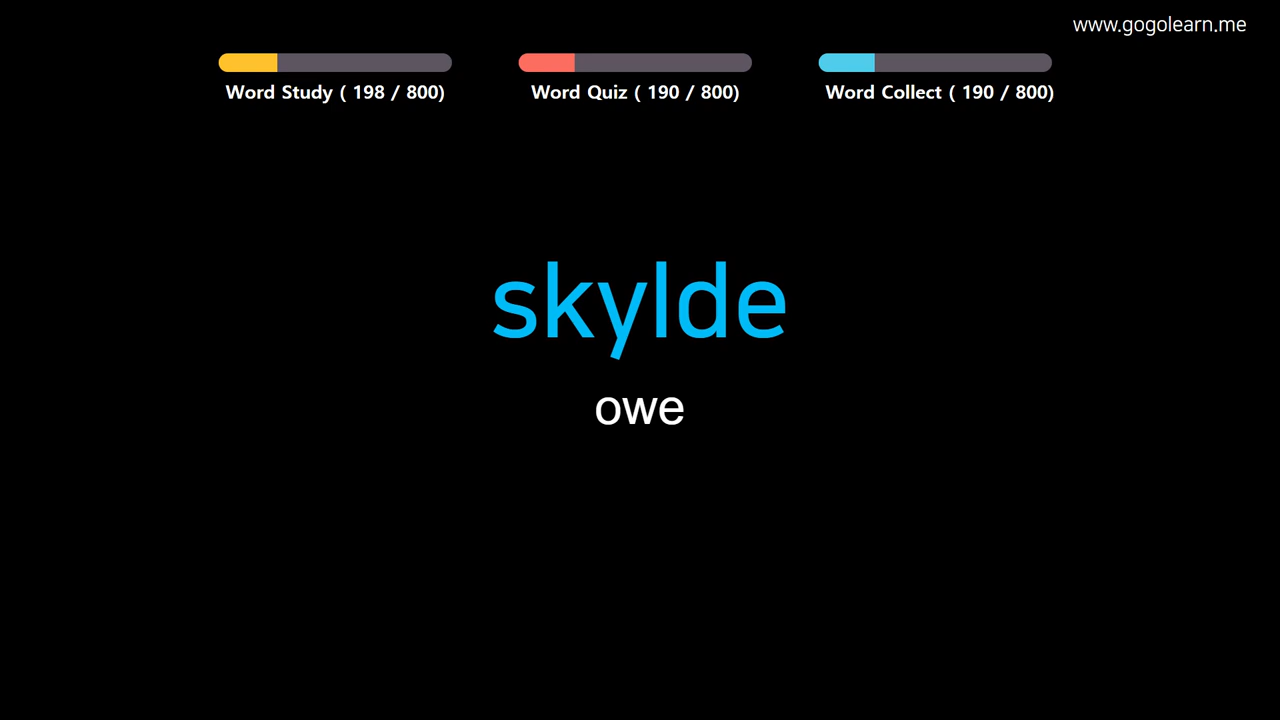 www.gogolearn.me
Word Study ( 198 / 800)
Word Quiz ( 190 / 800)
Word Collect ( 190 / 800)
skylde
owe